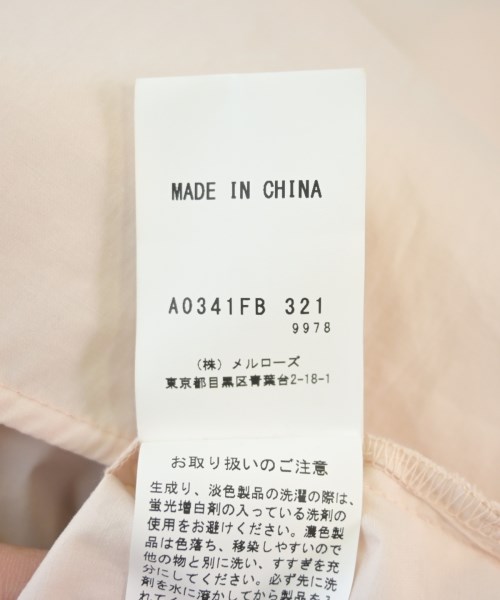 MADE IN CHINA
A0341FB 321
9978
(株) メルローズ
東京都目黒区青葉台2-18-1
お取り扱いのご注意
生成り、淡色製品の洗濯の際は、
蛍光増白剤の入っている洗剤の
使用をお避けください。濃色製
品は色落ち、移染しやすいので
他の物と別に洗い、すすぎを充
分にしてください。必ず先に洗
剤を水に溶かしてから製品を入
れてく